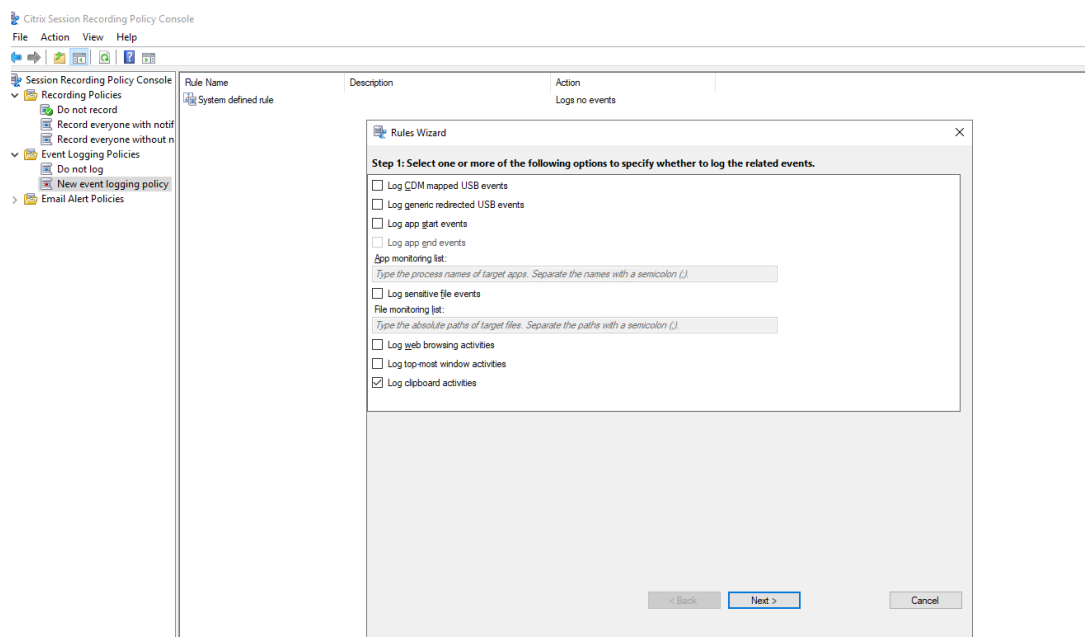 Citrix Session Recording Policy Console
File Action View Help
Session Recording Policy Console
Recording Policies
Do not record
Record everyone with notif
Record everyone without n
Event Logging Policies
Do not log
New event logging policy
Email Alert Policies
Rule Name Description Action
System defined rule Logs no events
Rules Wizard
Step 1: Select one or more of the following options to specify whether to log the related events.
Log CDM mapped USB events
Log generic redirected USB events
Log app start events
Log app end events
App monitoring list:
Type the process names of target apps. Separate the names with a semicolon (;).
Log sensitive file events
File monitoring list:
Type the absolute paths of target files. Separate the paths with a semicolon (;).
Log web browsing activities
Log top-most window activities
Log clipboard activities
< Back Next > Cancel